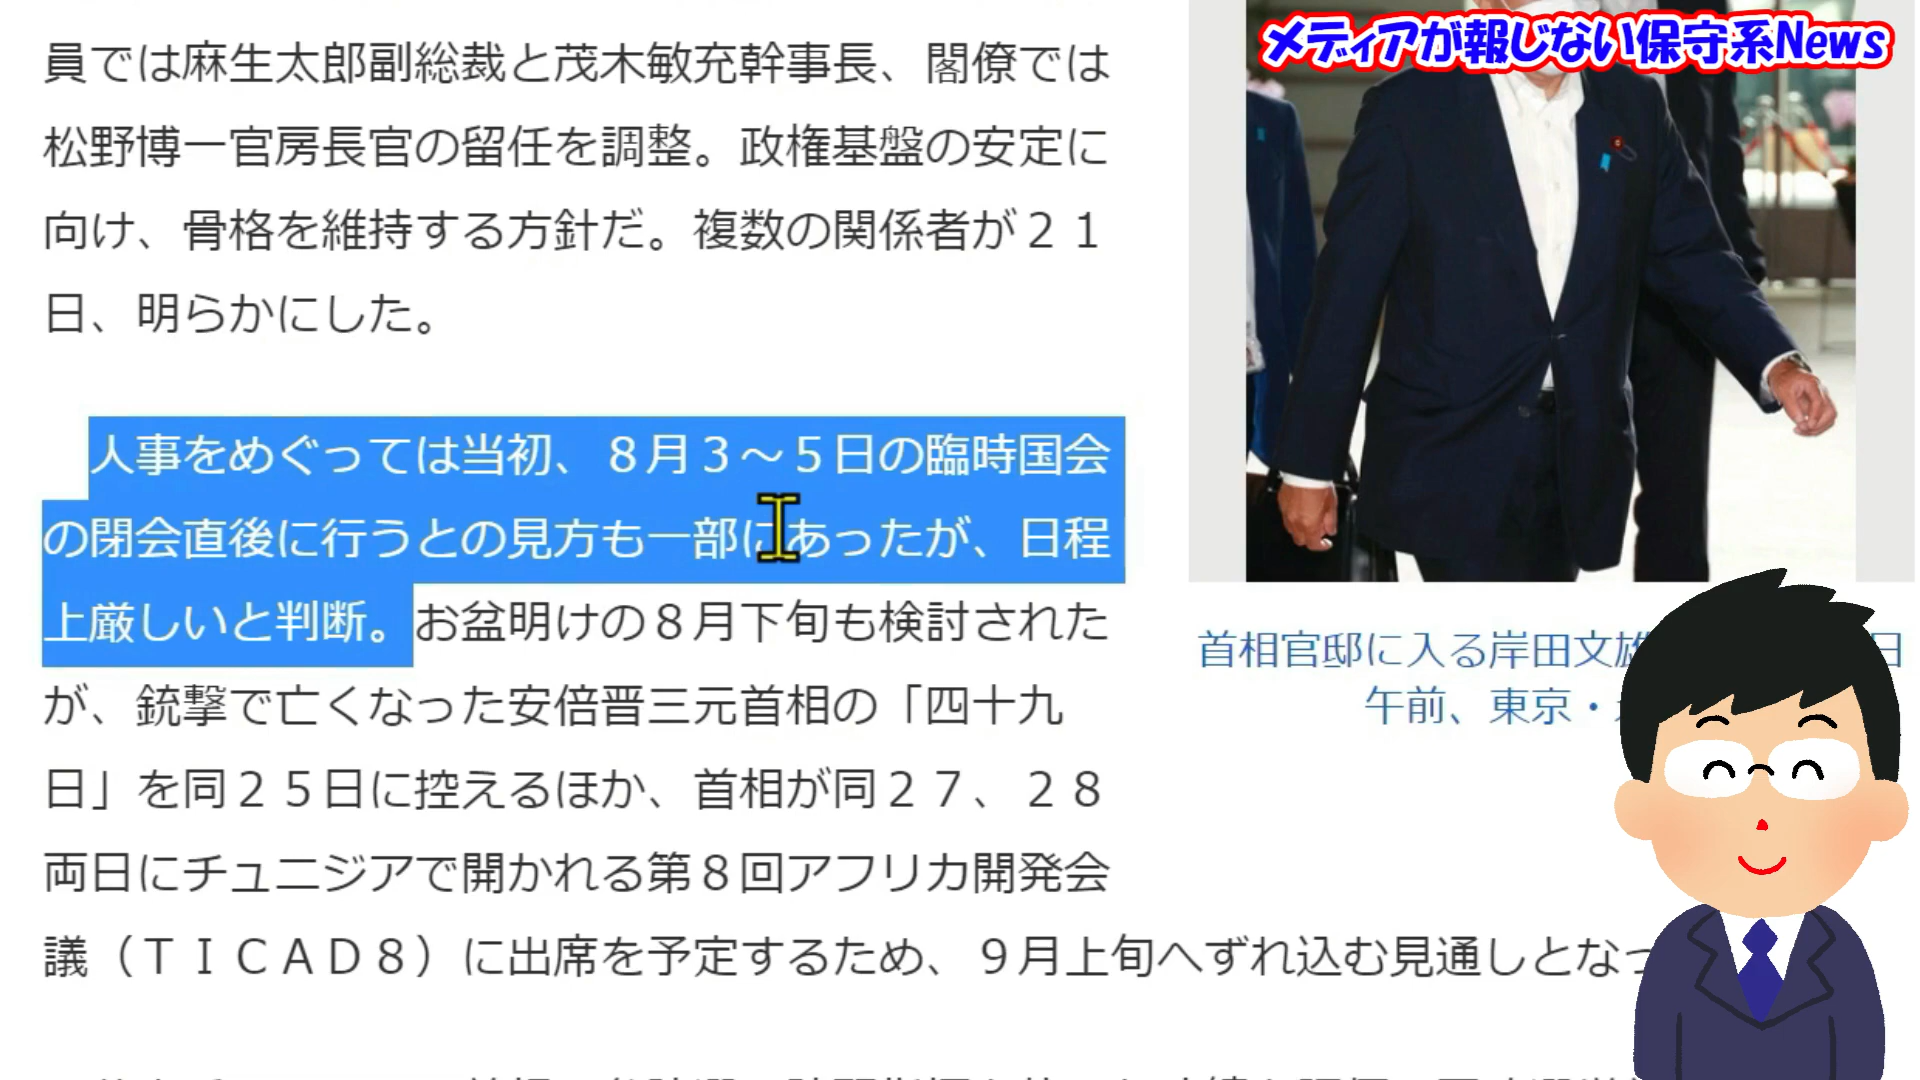 メディアが報じない保守系News
員では麻生太郎副総裁と茂木敏充幹事長、閣僚では
松野博一官房長官の留任を調整。政権基盤の安定に
向け、骨格を維持する方針だ。複数の関係者が２１
日、明らかにした。
人事をめぐっては当初、８月３～５日の臨時国会
の閉会直後に行うとの見方も一部にあったが、日程
上厳しいと判断。お盆明けの８月下旬も検討された
が、銃撃で亡くなった安倍晋三元首相の「四十九
日」を同２５日に控えるほか、首相が同２７、２８
両日にチュニジアで開かれる第８回アフリカ開発会
議（ＴＩＣＡＤ８）に出席を予定するため、９月上旬へずれ込む見通しとなっ
首相官邸に入る岸田文雄 日
午前、東京・